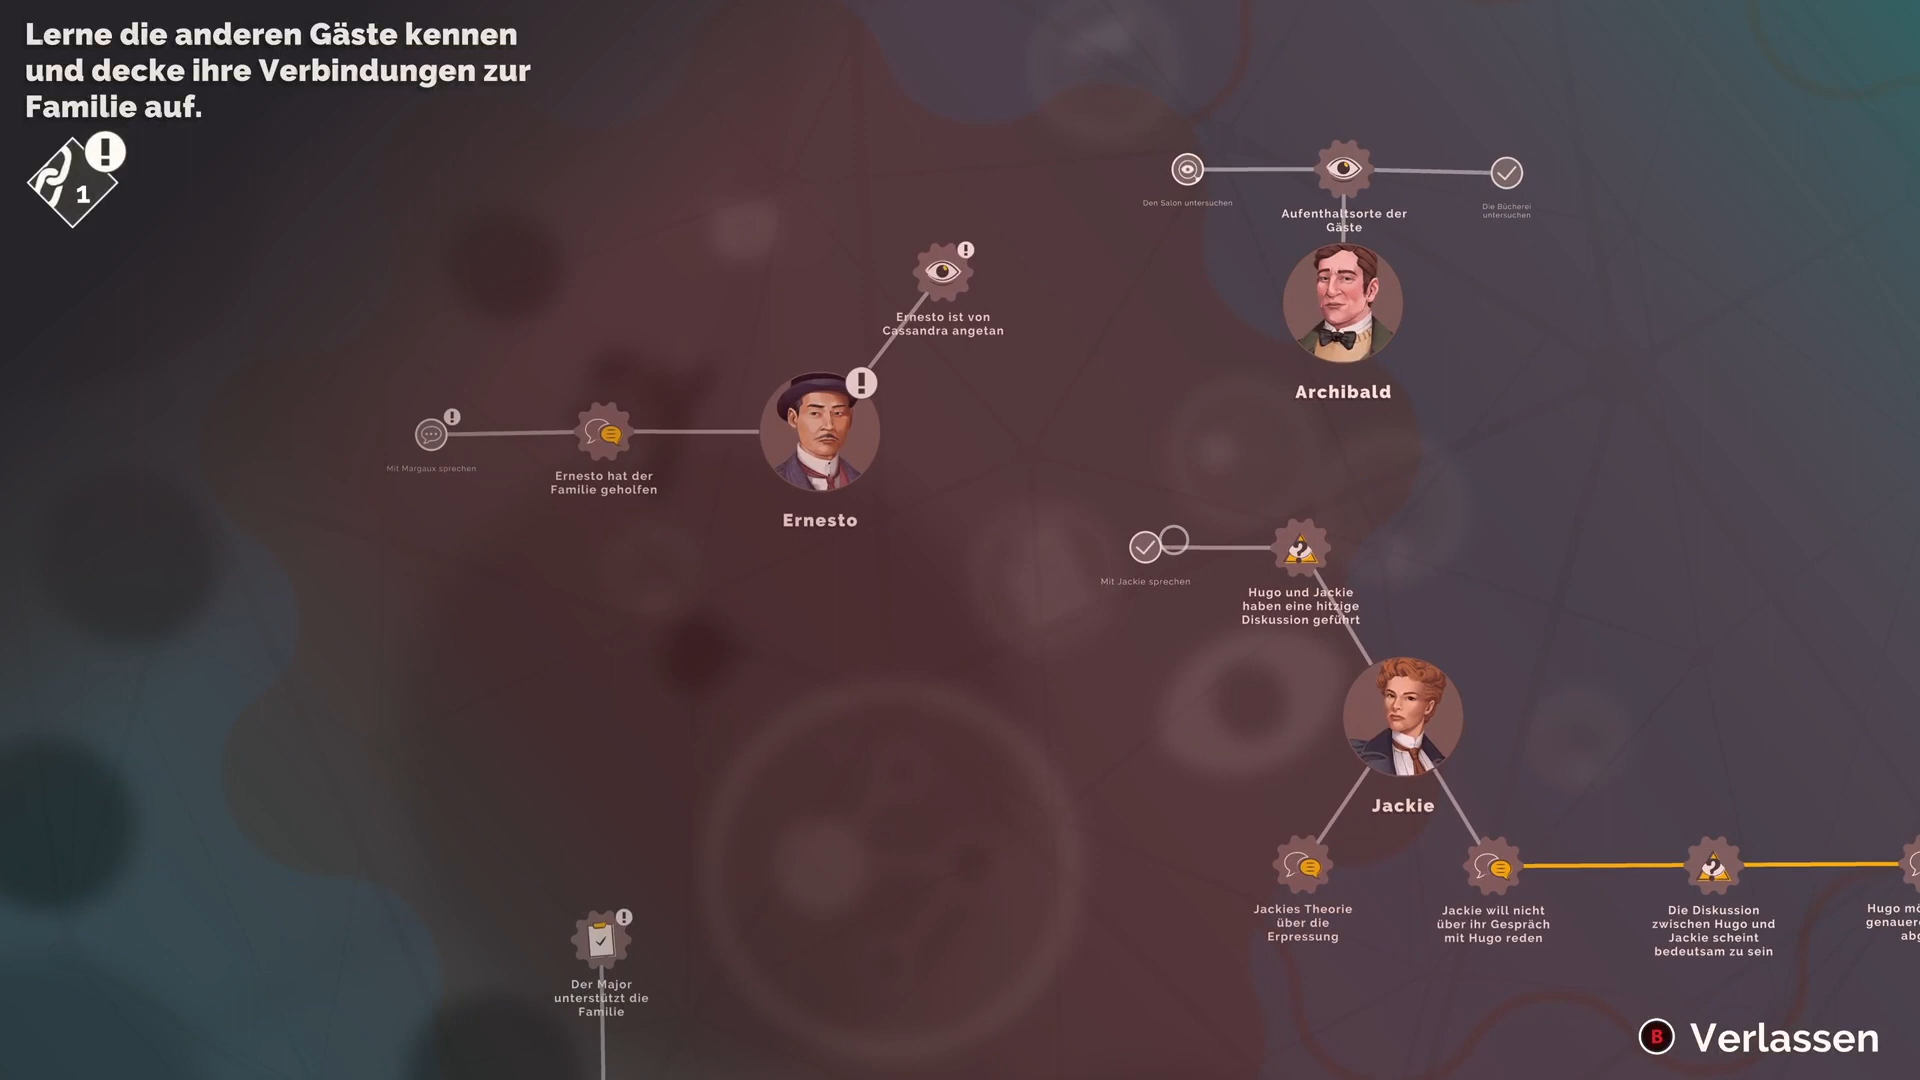 Lerne die anderen Gäste kennen
und decke ihre Verbindungen zur
Familie auf.
1
Den Salon untersuchen
Aufenthaltsorte der
Gäste
Die Bücherei
untersuchen
Archibald
Ernesto ist von
Cassandra angetan
Mit Margaux sprechen
Ernesto hat der
Familie geholfen
Ernesto
Mit Jackie sprechen
Hugo und Jackie
haben eine hitzige
Diskussion geführt
Jackie
Jackies Theorie
über die
Erpressung
Jackie will nicht
über ihr Gespräch
mit Hugo reden
Die Diskussion
zwischen Hugo und
Jackie scheint
bedeutsam zu sein
Hugo
Der Major
unterstützt die
Familie
B Verlassen